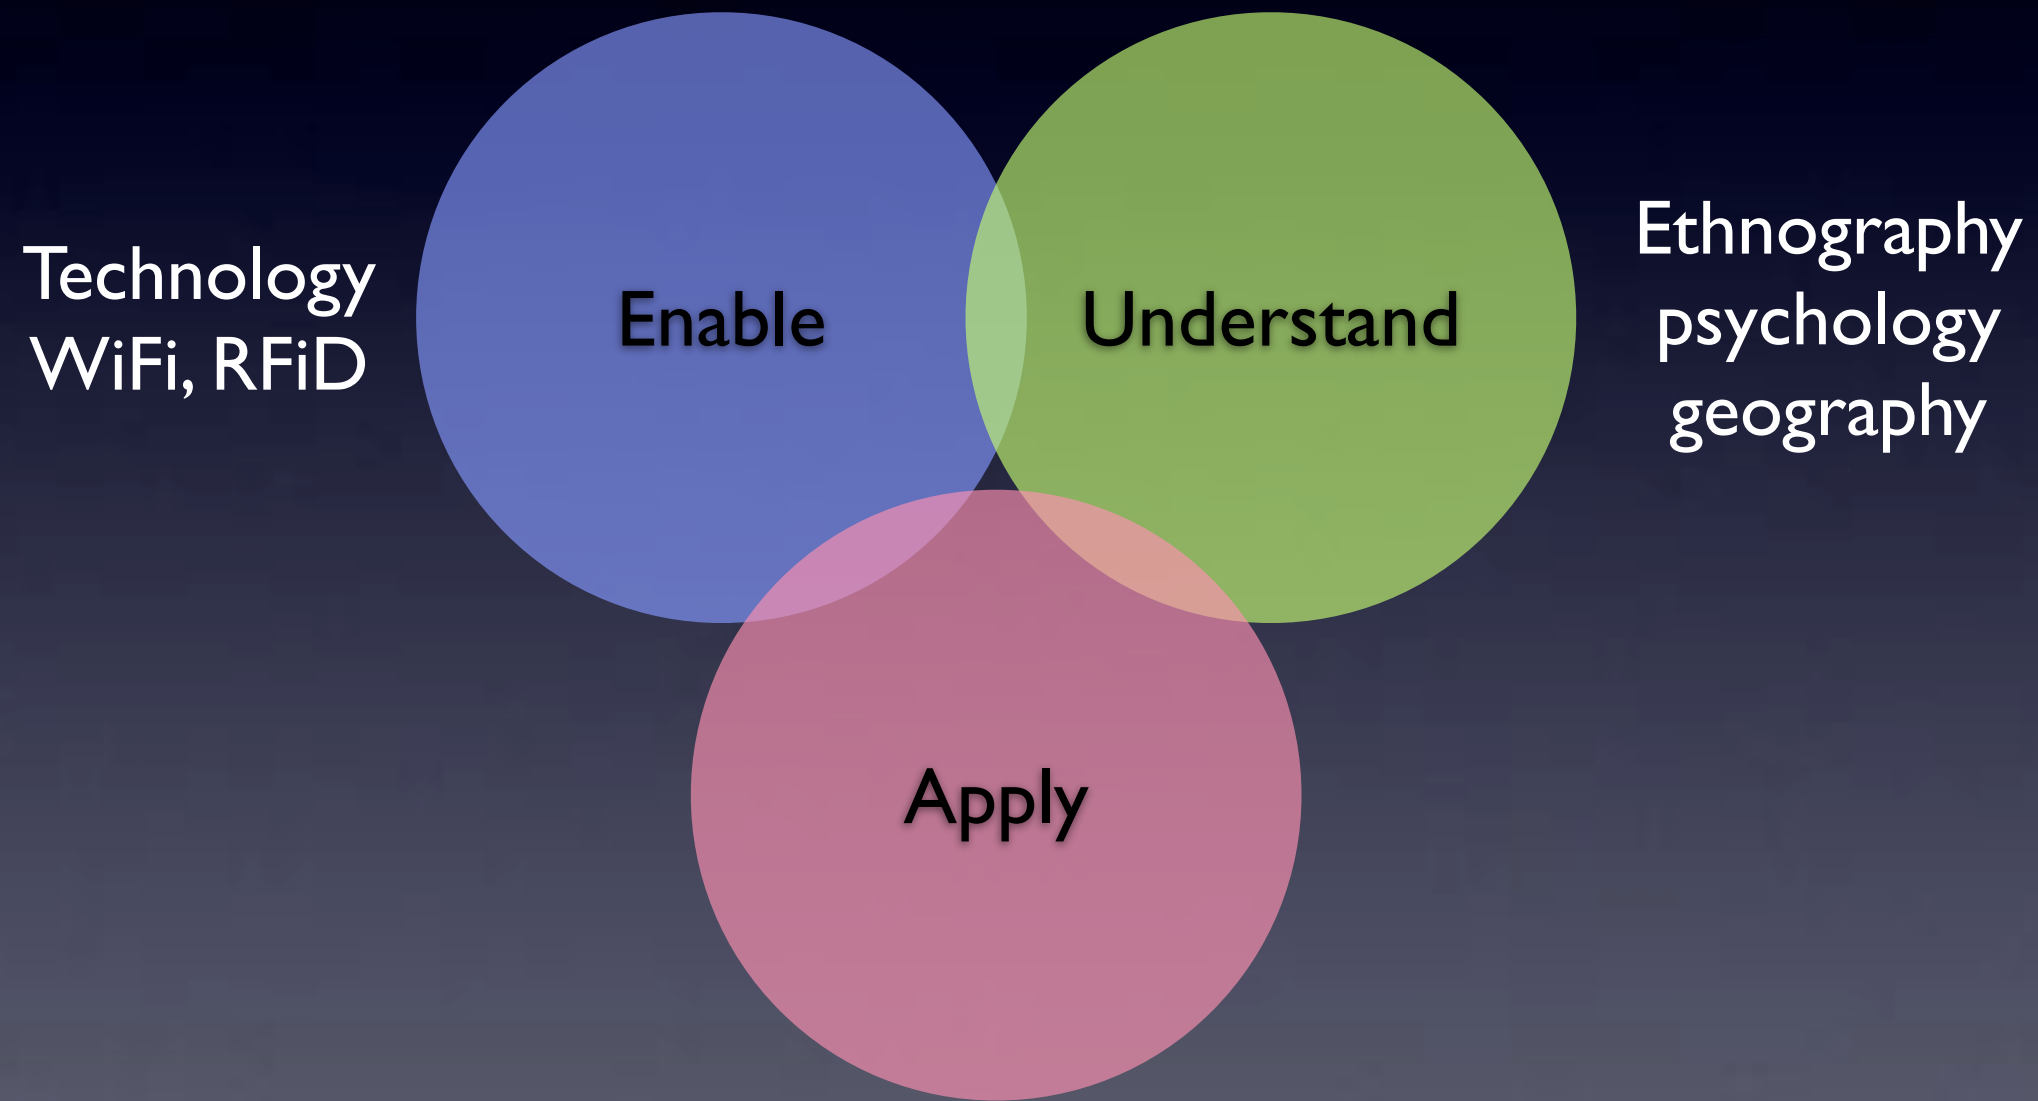 Technology
WiFi, RFiD
Enable
Understand
Ethnography
psychology
geography
Apply